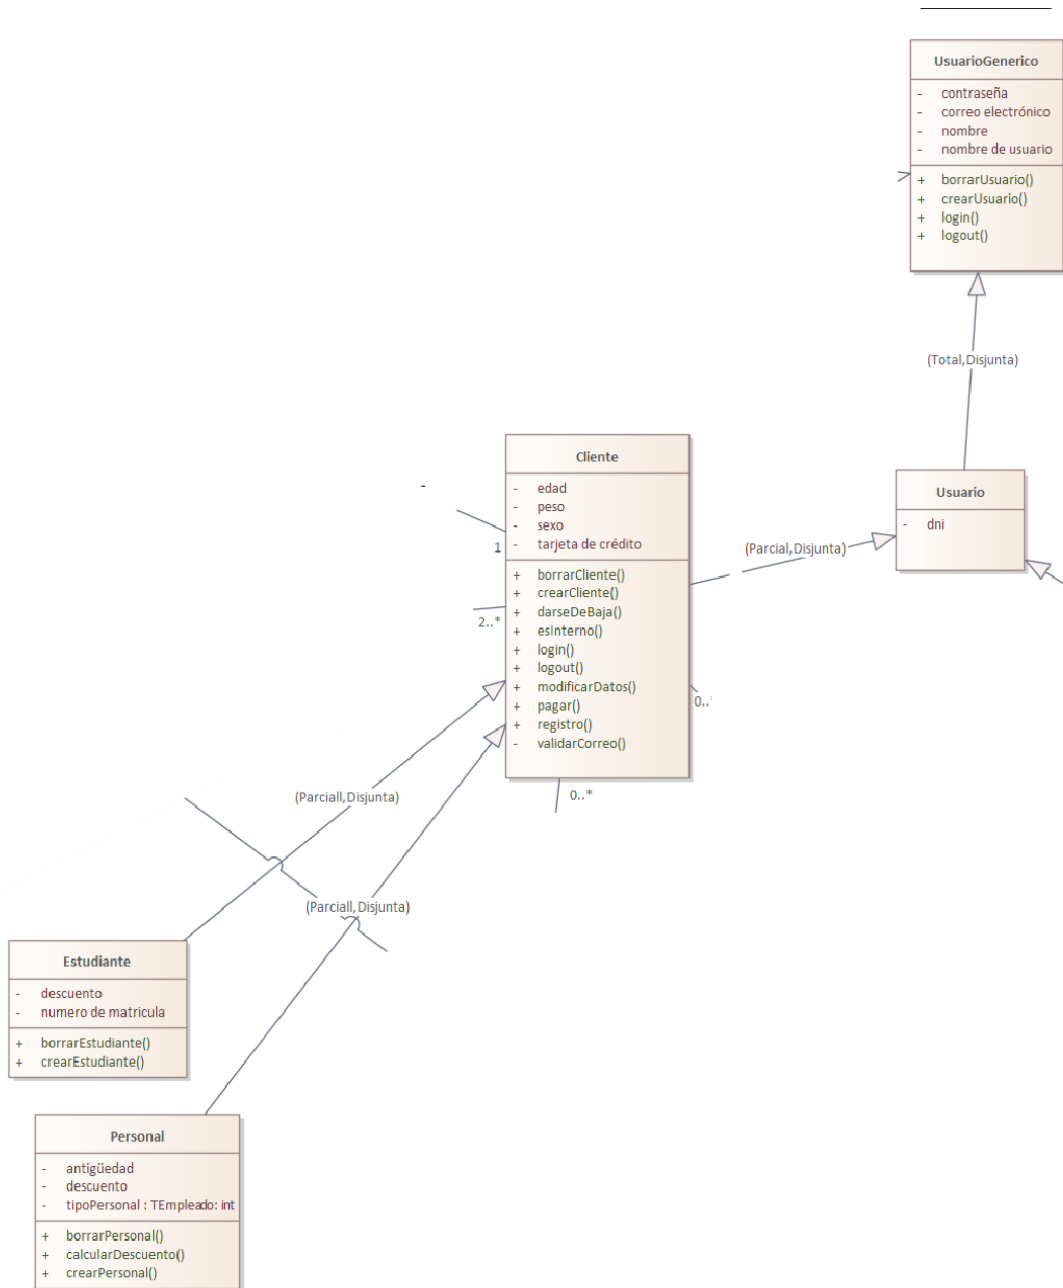 UsuarioGenerico
- contraseña
- correo electrónico
- nombre
- nombre de usuario
+ borrarUsuario()
+ crearUsuario()
+ login()
+ logout()
(Total,Disjunta)
Cliente
- edad
- peso
- sexo
- tarjeta de crédito
+ borrarCliente()
+ crearCliente()
+ darseDeBaja()
+ esInterno()
+ login()
+ logout()
+ modificarDatos()
+ pagar()
+ registro()
- validarCorreo()
1
2..*
0..*
0..*
Usuario
- dni
(Parcial,Disjunta)
(Parciall,Disjunta)
(Parciall,Disjunta)
Estudiante
- descuento
- numero de matricula
+ borrarEstudiante()
+ crearEstudiante()
Personal
- antigüedad
- descuento
- tipoPersonal : TEmpleado: int
+ borrarPersonal()
+ calcularDescuento()
+ crearPersonal()